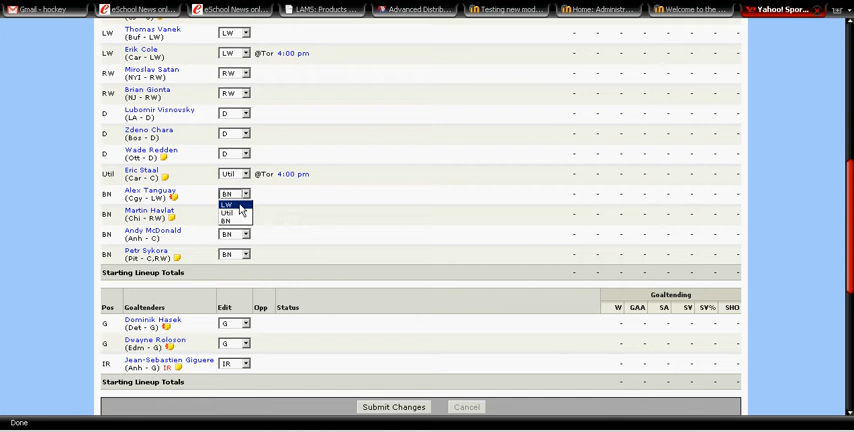 Gmail - hockey
eSchool News onl...
eSchool News onl...
LAMS: Products ...
Advanced Distrib...
Testing new mod...
Home: Administr...
Welcome to the ...
Yahoo! Spor...
LW Thomas Vanek LW
(Buf - LW)
LW Erik Cole LW @Tor 4:00 pm - - - - - - - -
(Car - LW)
RW Miroslav Satan RW - - - - - - - -
(NYI - RW)
RW Brian Gionta RW - - - - - - - -
(NJ - RW)
D Lubomir Visnovsky D - - - - - - - -
(LA - D)
D Zdeno Chara D - - - - - - - -
(Bos - D)
D Wade Redden D - - - - - - - -
(Ott - D)
Util Eric Staal Util @Tor 4:00 pm - - - - - - - -
(Car - C)
BN Alex Tanguay BN - - - - - - - -
(Cgy - LW)
LW
Util
BN
BN Martin Havlat - - - - - - - -
(Chi - RW)
BN Andy McDonald BN - - - - - - - -
(Anh - C)
BN Petr Sykora BN - - - - - - - -
(Pit - C,RW)
Starting Lineup Totals - - - - - - - -
Goaltending
Pos Goaltenders Edit Opp Status W GAA SA SV SV% SHO
G Dominik Hasek G - - - - - -
(Det - G)
G Dwayne Roloson G - - - - - -
(Edm - G)
IR Jean-Sebastien Giguere IR - - - - - -
(Anh - G) IR
Starting Lineup Totals - - - - - -
Submit Changes Cancel
Done